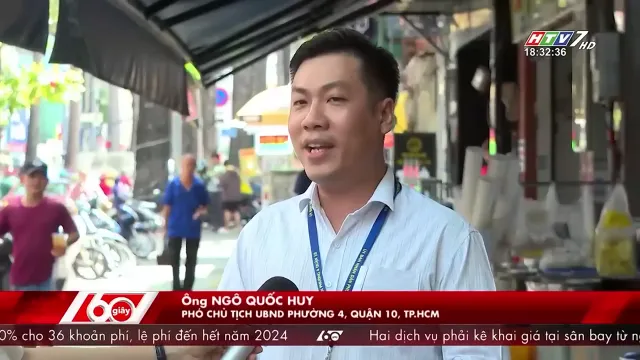 HTV7 HD
18:32:36
60 giây
Ông NGÔ QUỐC HUY
PHÓ CHỦ TỊCH UBND PHƯỜNG 4, QUẬN 10, TP.HCM
0% cho 36 khoản phí, lệ phí đến hết năm 2024 Hai dịch vụ phải kê khai giá tại sân bay từ n